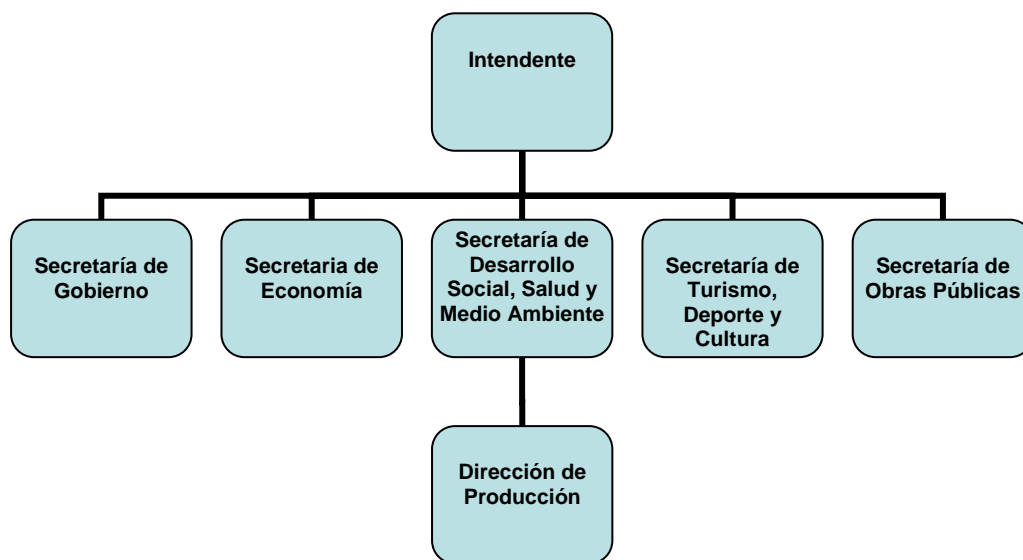 Intendente
Secretaría de
Gobierno
Secretaria de
Economía
Secretaría de
Desarrollo
Social, Salud y
Medio Ambiente
Secretaría de
Turismo,
Deporte y
Cultura
Secretaría de
Obras Públicas
Dirección de
Producción